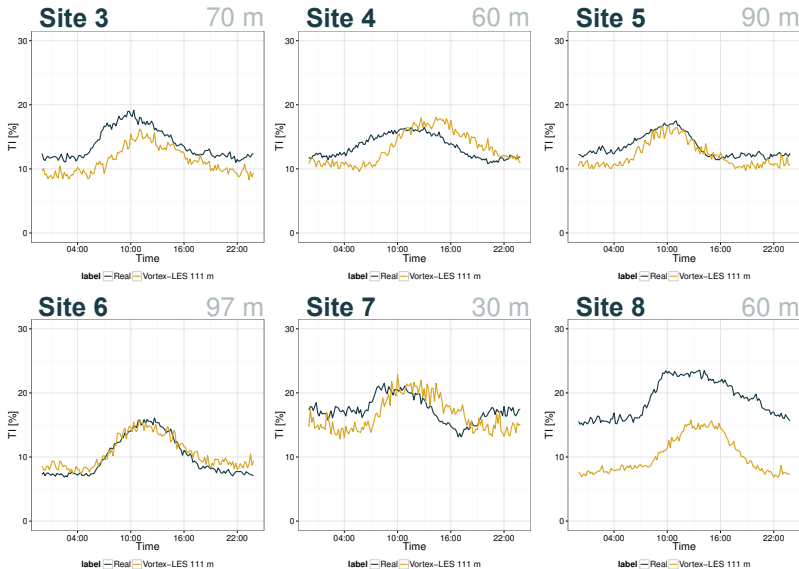 Site 3 70 m Site 4 60 m Site 5 90 m
30 30 30
20 20 20
TI [%] TI [%] TI [%]
10 10 10
0 0 0
04:00 10:00 16:00 22:00 04:00 10:00 16:00 22:00 04:00 10:00 16:00 22:00
Time Time Time
label Real Vortex−LES 111 m label Real Vortex−LES 111 m label Real Vortex−LES 111 m
Site 6 97 m Site 7 30 m Site 8 60 m
30 30 30
20 20 20
TI [%] TI [%] TI [%]
10 10 10
0 0 0
04:00 10:00 16:00 22:00 04:00 10:00 16:00 22:00 04:00 10:00 16:00 22:00
Time Time Time
label Real Vortex−LES 111 m label Real Vortex−LES 111 m label Real Vortex−LES 111 m